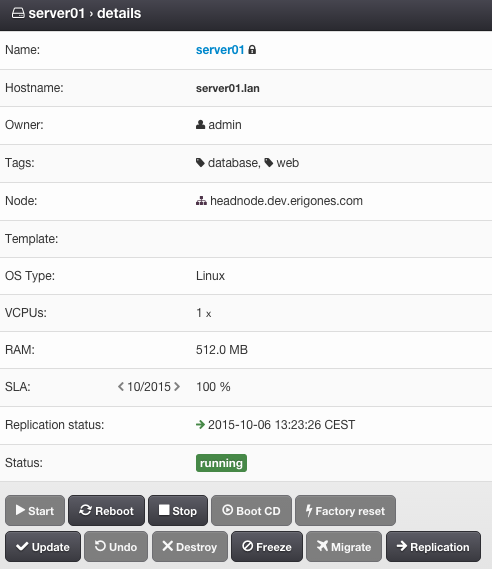 server01 › details
Name: server01
Hostname: server01.lan
Owner: admin
Tags: database, web
Node: headnode.dev.erigones.com
Template:
OS Type: Linux
VCPUs: 1 x
RAM: 512.0 MB
SLA: 10/2015 100 %
Replication status: 2015-10-06 13:23:26 CEST
Status: running
Start Reboot Stop Boot CD Factory reset
Update Undo Destroy Freeze Migrate Replication